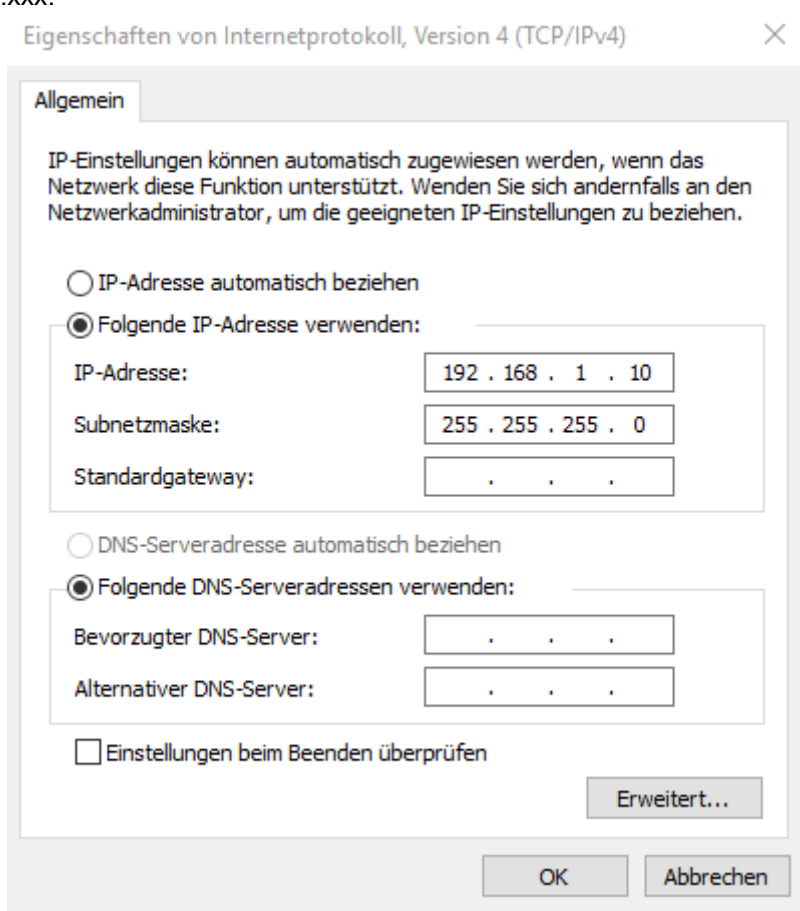 .xxx.
Eigenschaften von Internetprotokoll, Version 4 (TCP/IPv4)
Allgemein
IP-Einstellungen können automatisch zugewiesen werden, wenn das
Netzwerk diese Funktion unterstützt. Wenden Sie sich andernfalls an den
Netzwerkadministrator, um die geeigneten IP-Einstellungen zu beziehen.
IP-Adresse automatisch beziehen
Folgende IP-Adresse verwenden:
IP-Adresse: 192 . 168 . 1 . 10
Subnetzmaske: 255 . 255 . 255 . 0
Standardgateway: . . .
DNS-Serveradresse automatisch beziehen
Folgende DNS-Serveradressen verwenden:
Bevorzugter DNS-Server: . . .
Alternativer DNS-Server: . . .
Einstellungen beim Beenden überprüfen
Erweitert...
OK Abbrechen